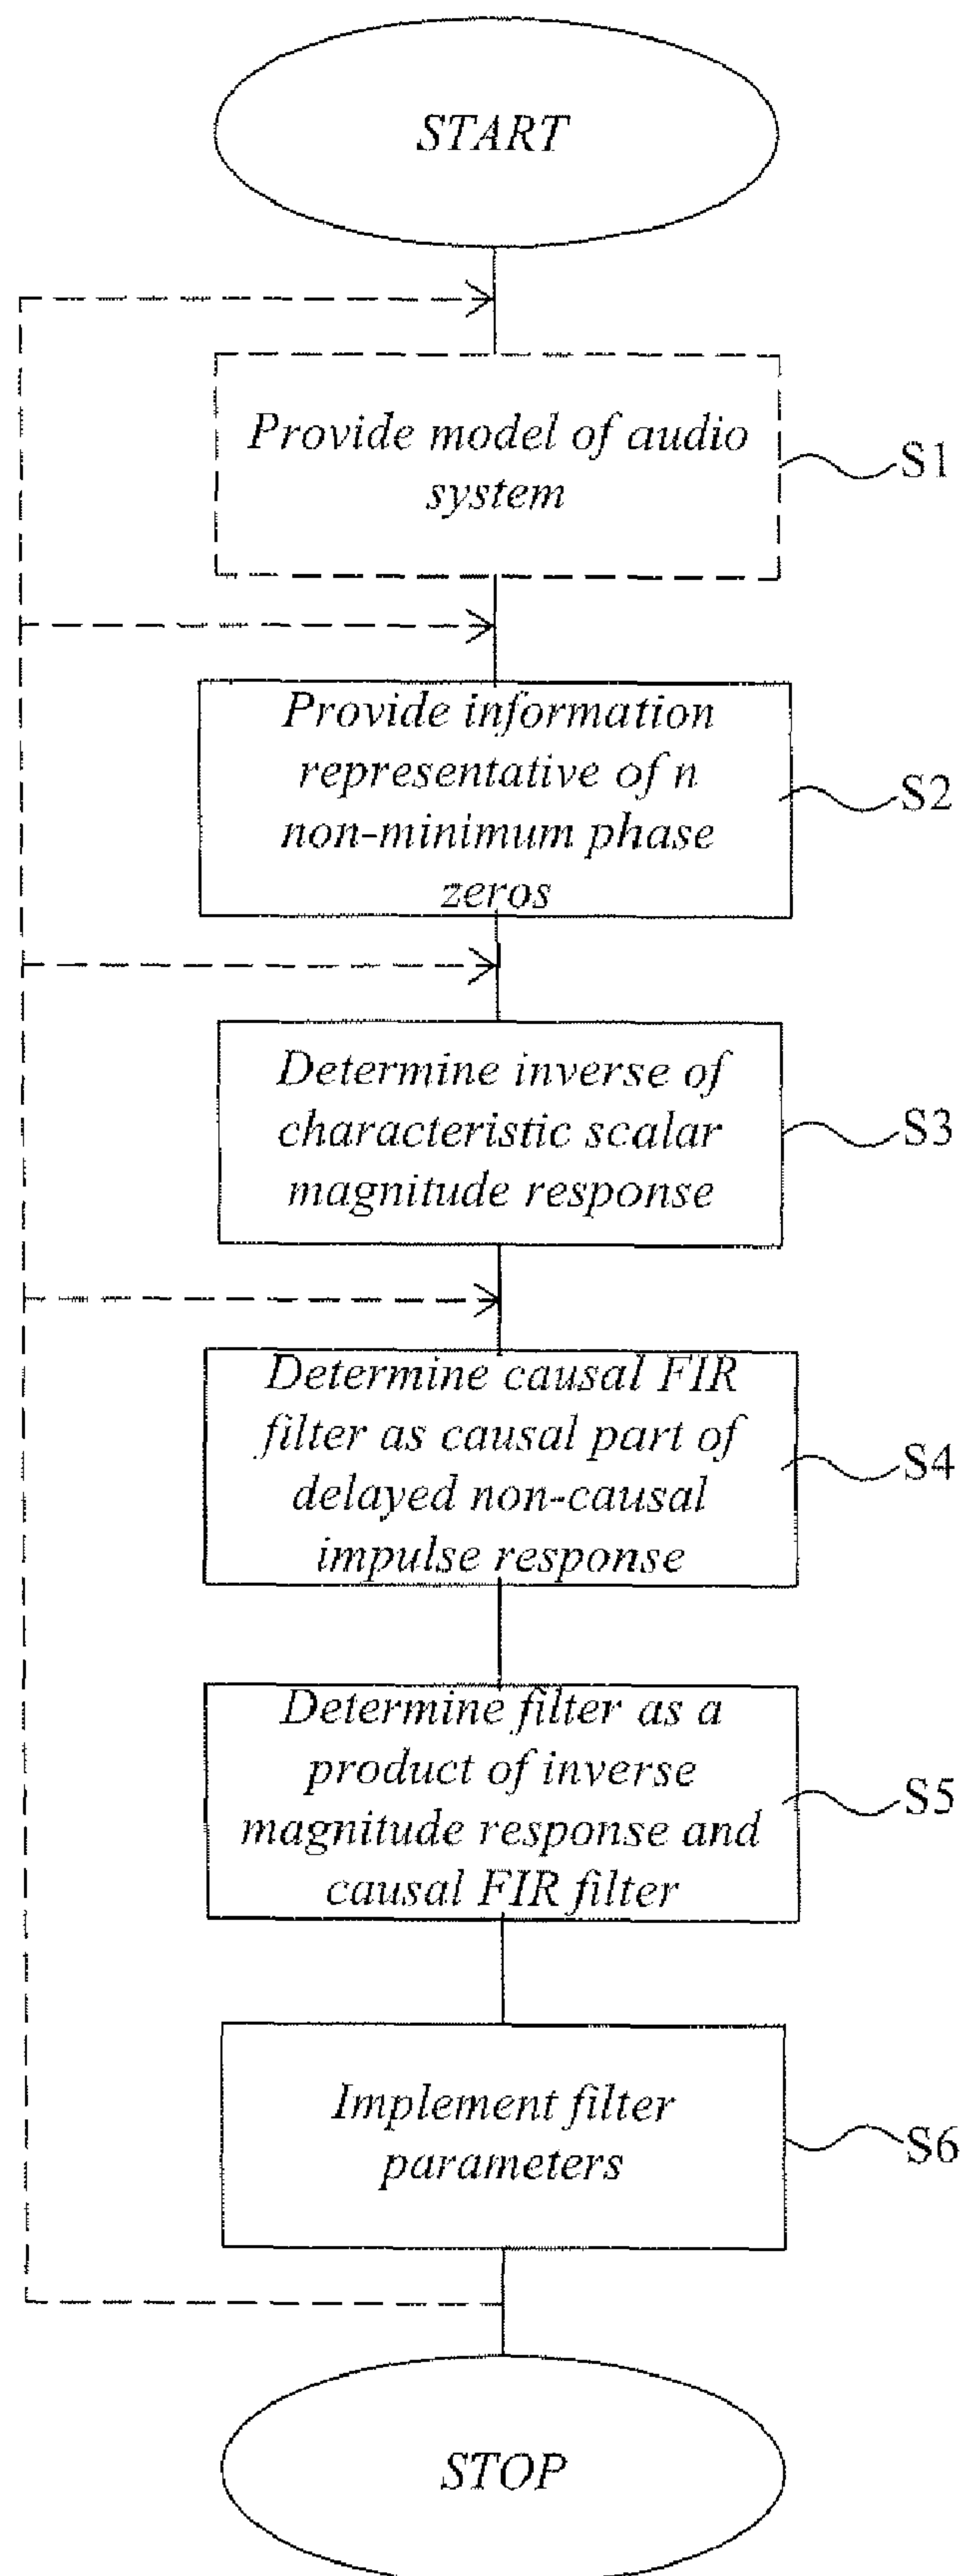 START
Provide model of audio
system
S1
Provide information
representative of n
non-minimum phase
zeros
S2
Determine inverse of
characteristic scalar
magnitude response
S3
Determine causal FIR
filter as causal part of
delayed non-causal
impulse response
S4
Determine filter as a
product of inverse
magnitude response and
causal FIR filter
S5
Implement filter
parameters
S6
STOP